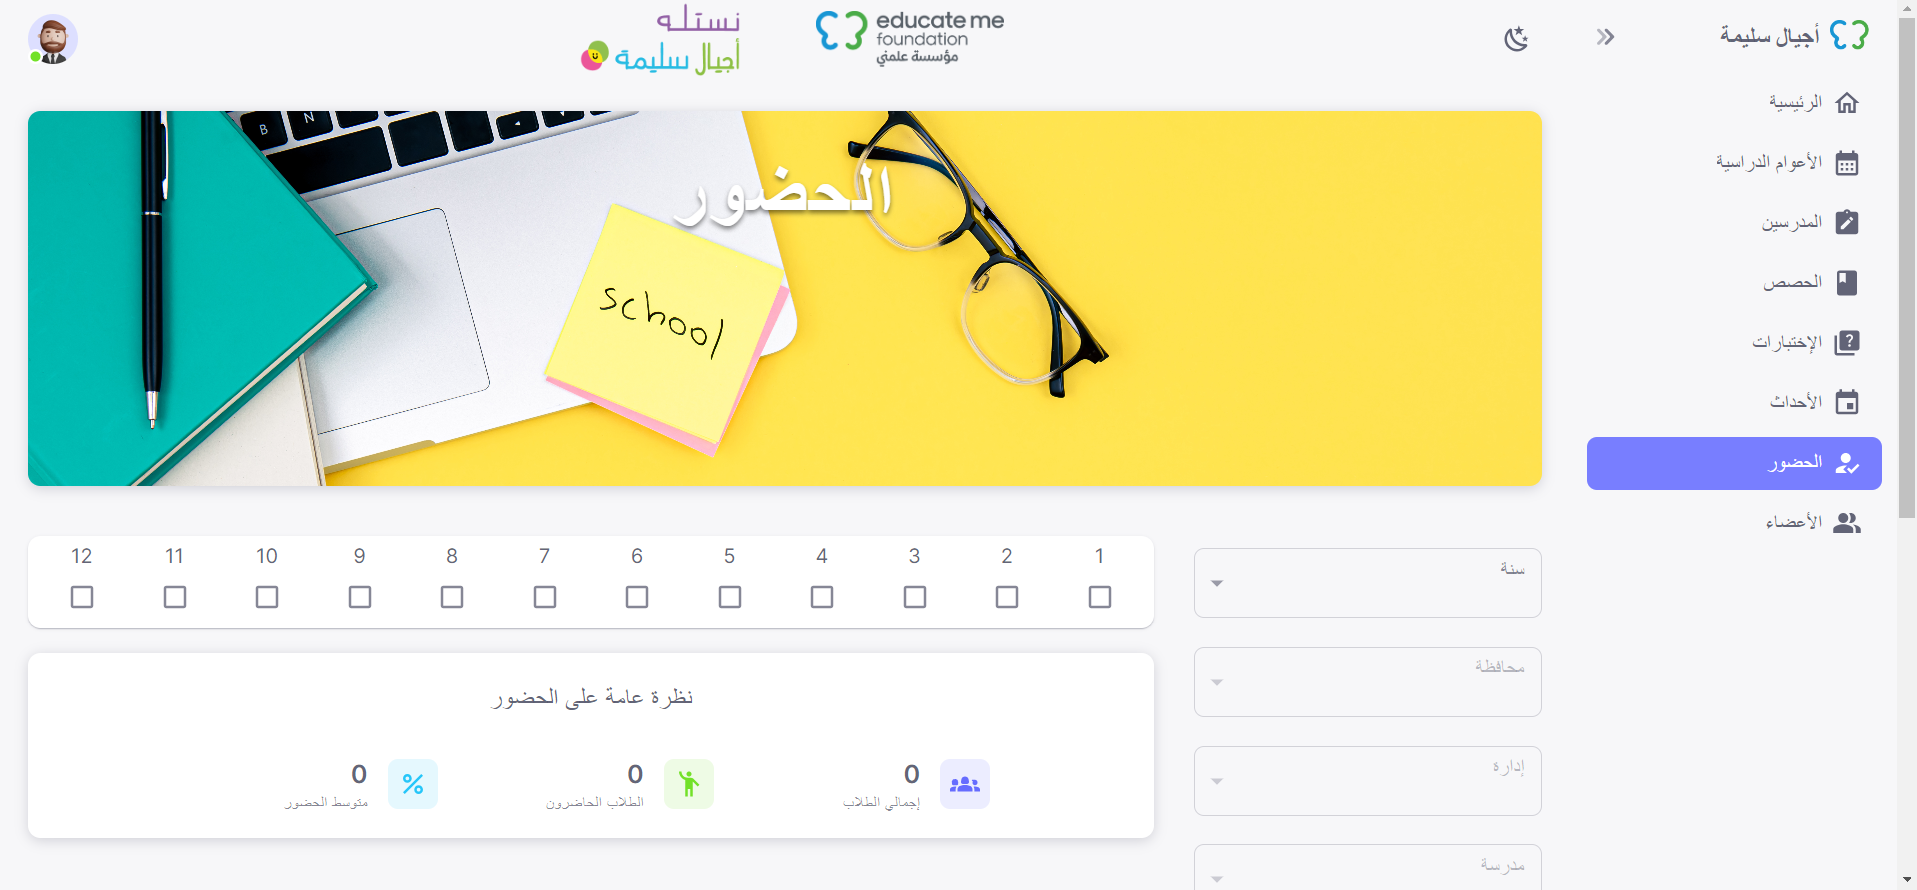 أجيال سليمة
educate me
foundation
مؤسسة علمني
نستله
أجيال سليمة
الرئيسية
الأعوام الدراسية
المدرسين
الحصص
الإختبارات
الأحداث
الحضور
الأعضاء
الحضور
B N
school
سنة
محافظة
إدارة
مدرسة
1 2 3 4 5 6 7 8 9 10 11 12
نظرة عامة على الحضور
0
إجمالي الطلاب
0
الطلاب الحاضرون
0
متوسط الحضور